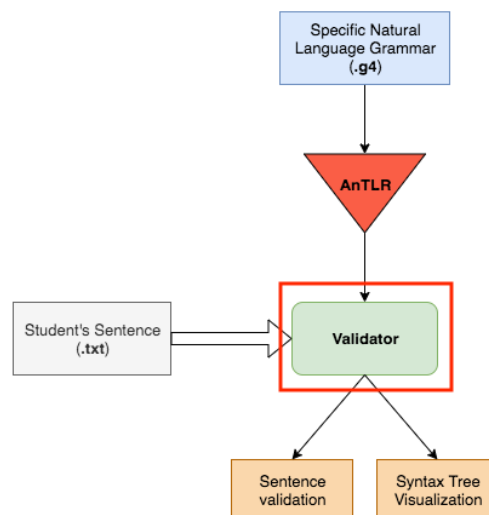 Specific Natural
Language Grammar
(.g4)
AnTLR
Student's Sentence
(.txt)
Validator
Sentence
validation
Syntax Tree
Visualization